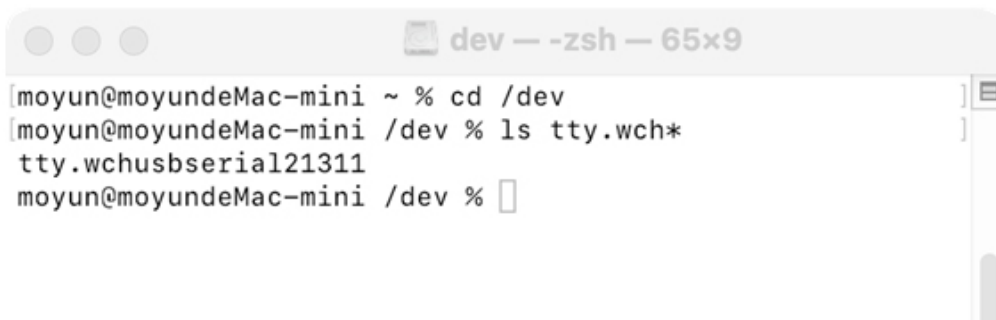 dev — -zsh — 65×9
[moyun@moyundeMac-mini ~ % cd /dev ]
[moyun@moyundeMac-mini /dev % ls tty.wch* ]
tty.wchusbserial21311
moyun@moyundeMac-mini /dev %